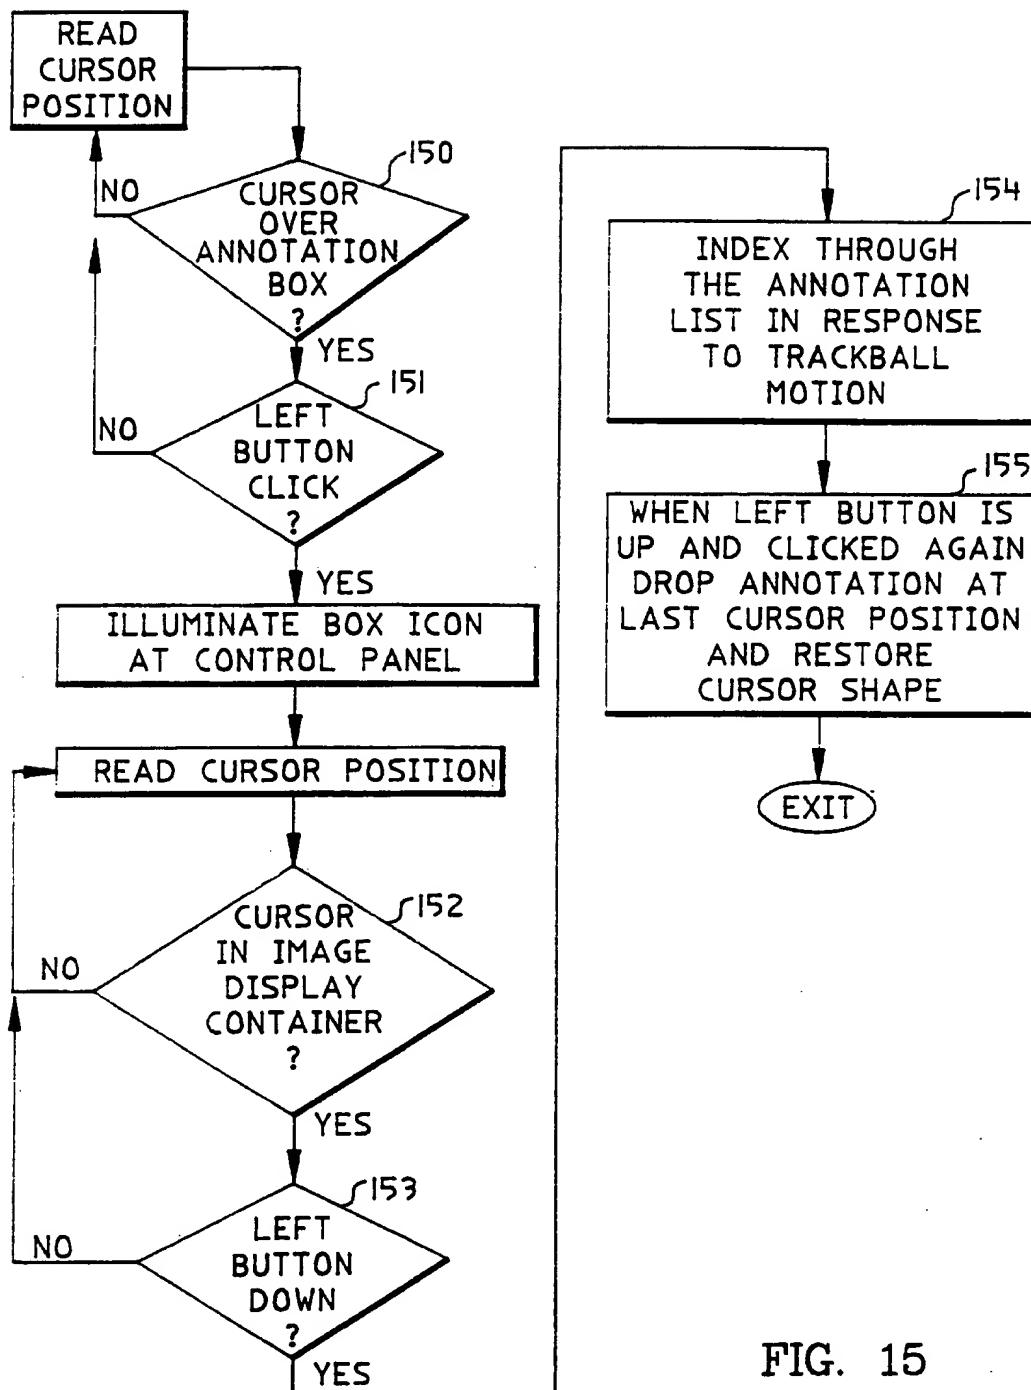 READ
CURSOR
POSITION
150
NO
CURSOR
OVER
ANNOTATION
BOX
?
YES
151
NO
LEFT
BUTTON
CLICK
?
YES
ILLUMINATE BOX ICON
AT CONTROL PANEL
READ CURSOR POSITION
152
CURSOR
IN IMAGE
DISPLAY
CONTAINER
?
NO
YES
153
NO
LEFT
BUTTON
DOWN
?
YES
154
INDEX THROUGH
THE ANNOTATION
LIST IN RESPONSE
TO TRACKBALL
MOTION
155
WHEN LEFT BUTTON IS
UP AND CLICKED AGAIN
DROP ANNOTATION AT
LAST CURSOR POSITION
AND RESTORE
CURSOR SHAPE
EXIT
FIG. 15